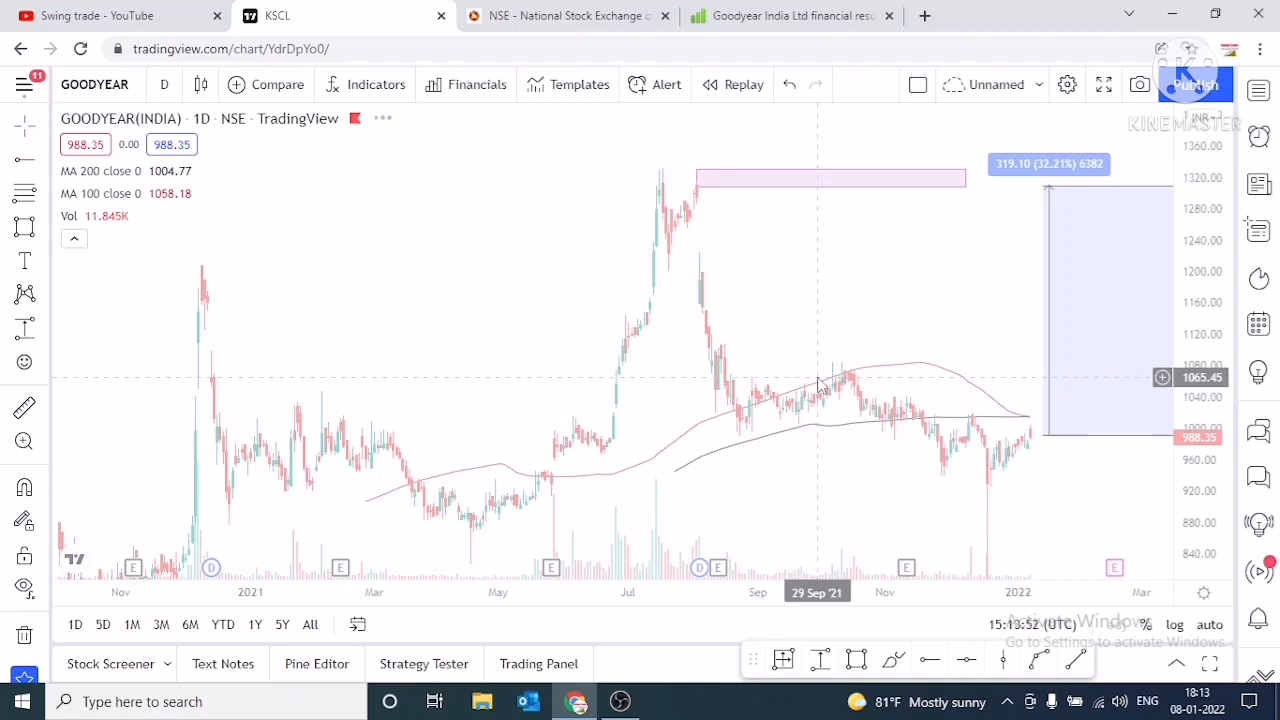 Swing trade - YouTube
KSCL
NSE - National Stock Exchange o
Goodyear India Ltd financial resu
tradingview.com/chart/YdrDpYo0/
11
GOODYEAR
D
Compare
Indicators
Financials
Templates
Alert
Replay
Unnamed
Publish
KINEMASTER
GOODYEAR(INDIA) · 1D · NSE · TradingView
988.35
0.00
988.35
MA 200 close 0 1004.77
MA 100 close 0 1058.18
Vol 11.845K
319.10 (32.21%) 6382
1360.00
1320.00
1280.00
1240.00
1200.00
1160.00
1120.00
1080.00
1065.45
1040.00
1000.00
988.35
960.00
920.00
880.00
840.00
E
D
E
E
D
E
E
E
Nov
2021
Mar
May
Jul
Sep
29 Sep '21
Nov
2022
Mar
1D
5D
1M
3M
6M
YTD
1Y
5Y
All
15:13:52 (UTC)
%
log
auto
Activate Windows
Go to Settings to activate Windows.
Stock Screener
Text Notes
Pine Editor
Strategy Tester
Trading Panel
Type here to search
81°F Mostly sunny
ENG
18:13
08-01-2022